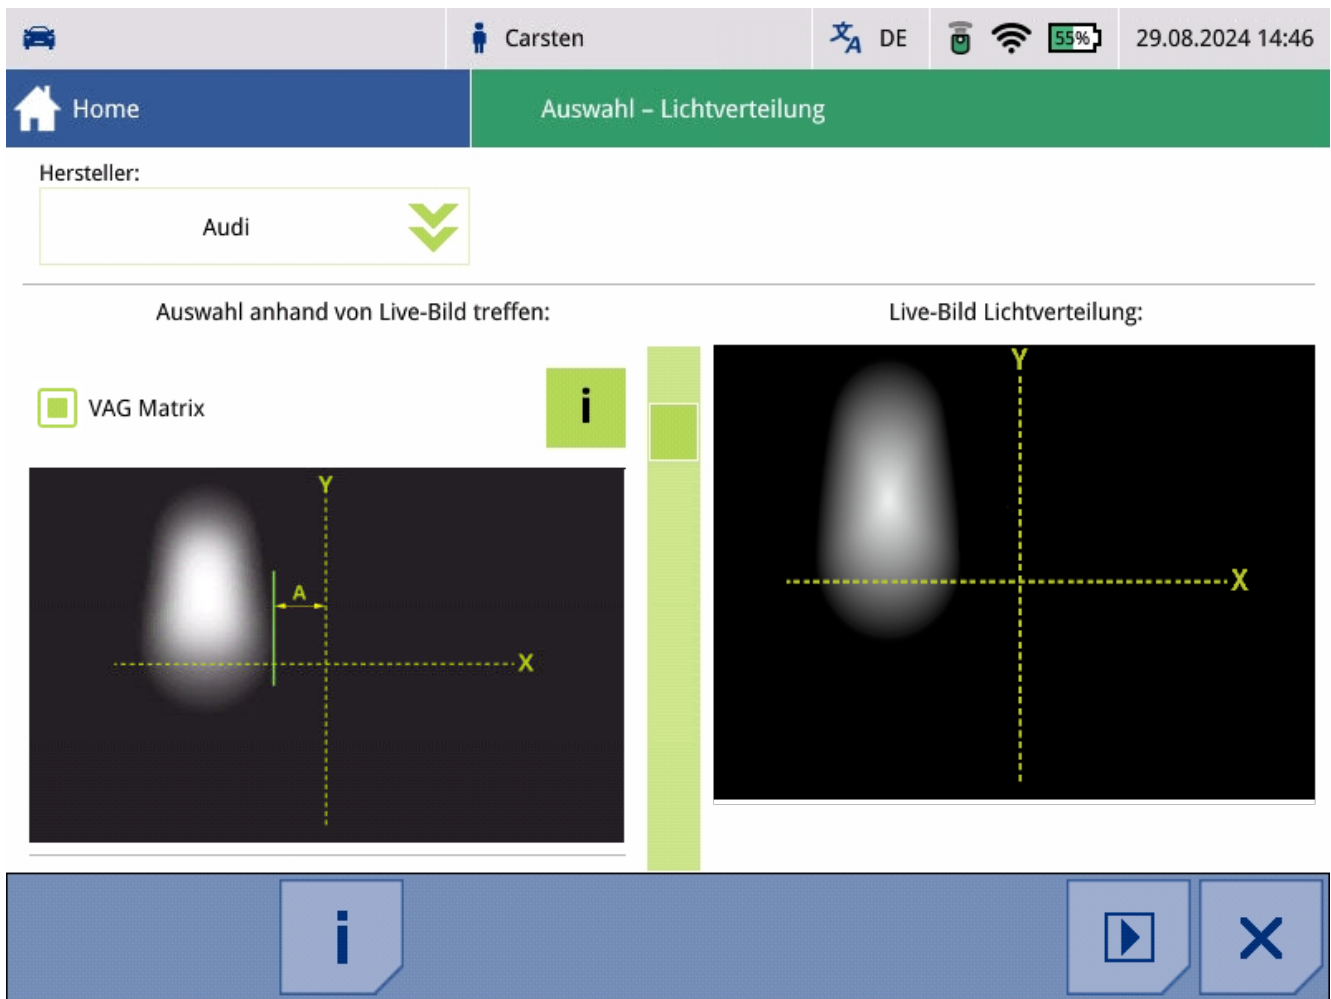 Carsten
DE
55%
29.08.2024 14:46
Home
Auswahl – Lichtverteilung
Hersteller:
Audi
Auswahl anhand von Live-Bild treffen:
Live-Bild Lichtverteilung:
VAG Matrix
i
Y
A
X
Y
X
i